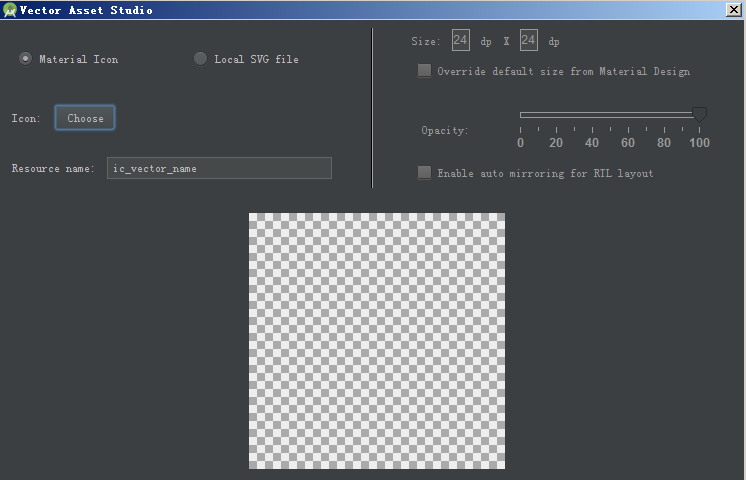 Vector Asset Studio
Material Icon
Local SVG file
Icon:
Choose
Resource name:
ic_vector_name
Size: 24 dp X 24 dp
Override default size from Material Design
Opacity:
0 20 40 60 80 100
Enable auto mirroring for RTL layout